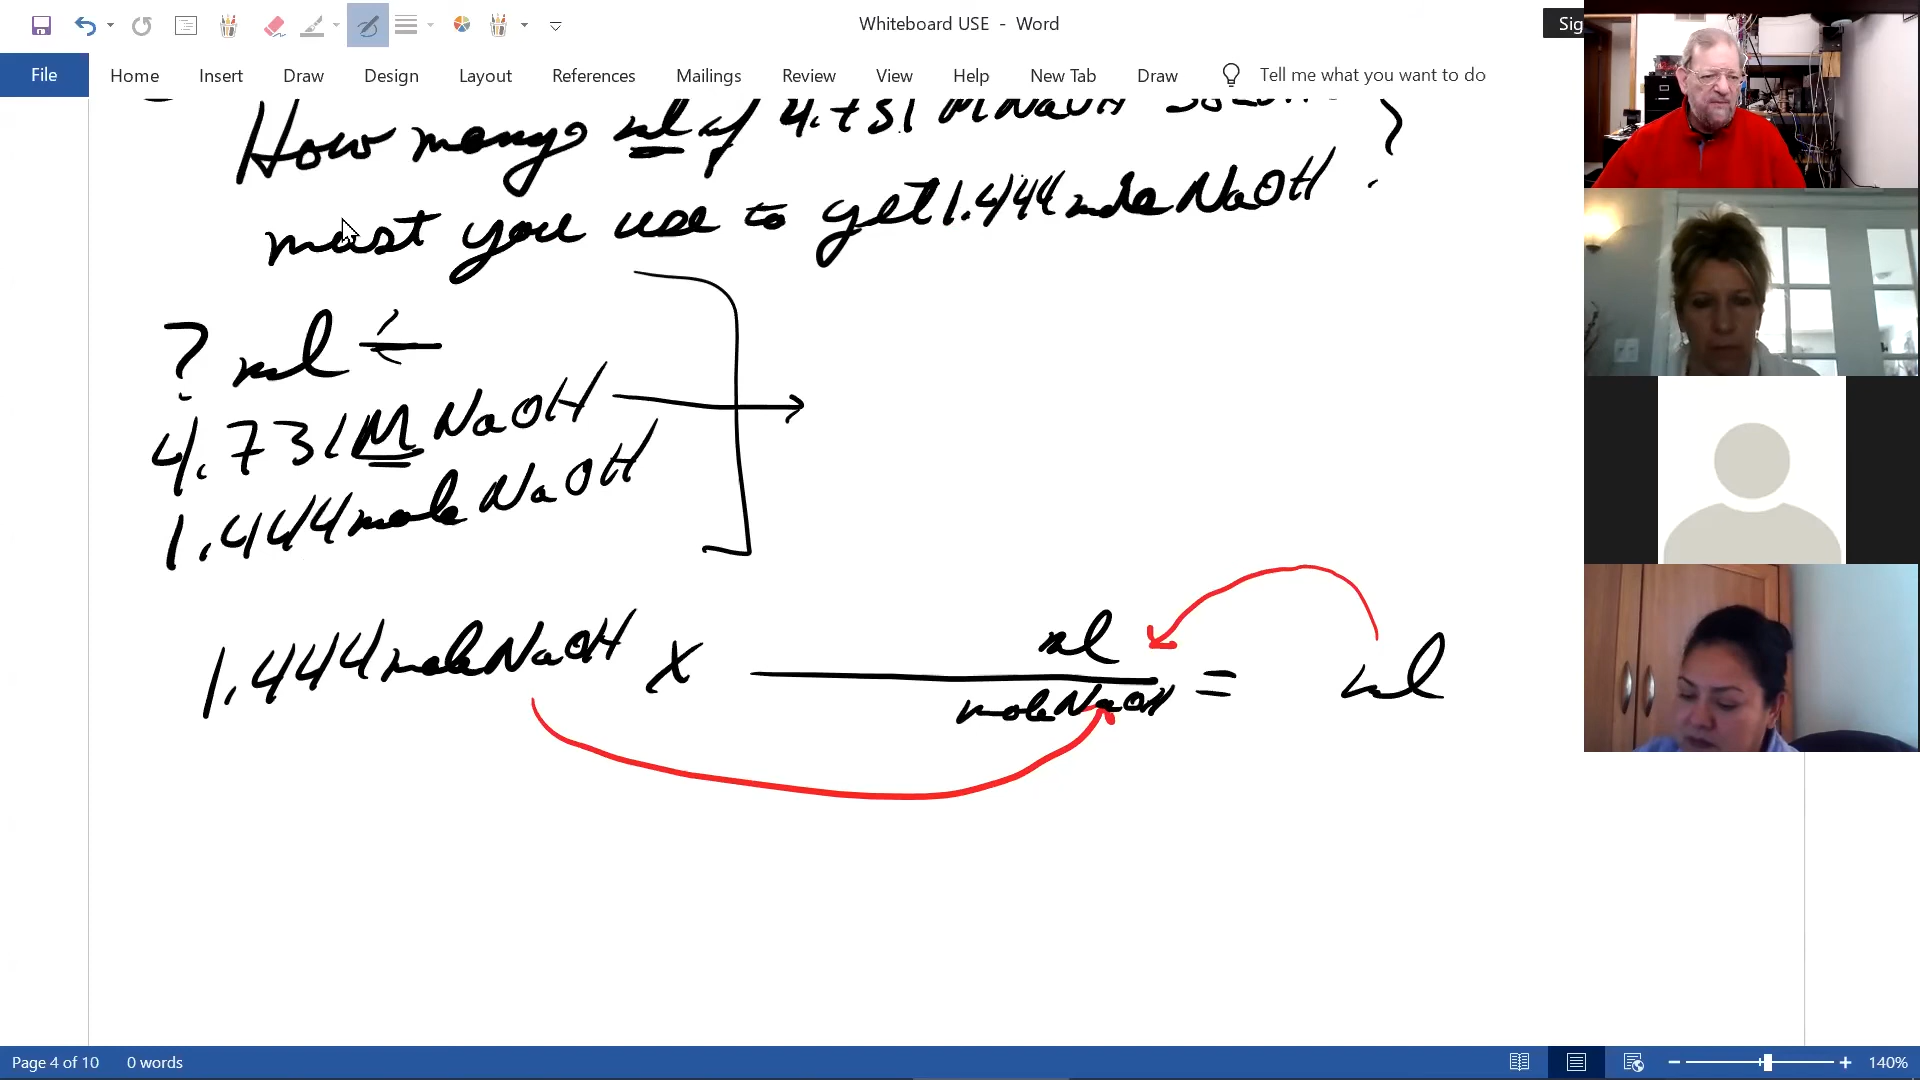 Whiteboard USE - Word
Sig
File Home Insert Draw Design Layout References Mailings Review View Help New Tab Draw Tell me what you want to do
How many ml of 4.731 M NaOH
must you use to get 1.444 mole NaOH ?
? ml ←
4.731 M NaOH
1.444 mole NaOH
1.444 mole NaOH x ml = ml
mole NaOH
Page 4 of 10 0 words 140%